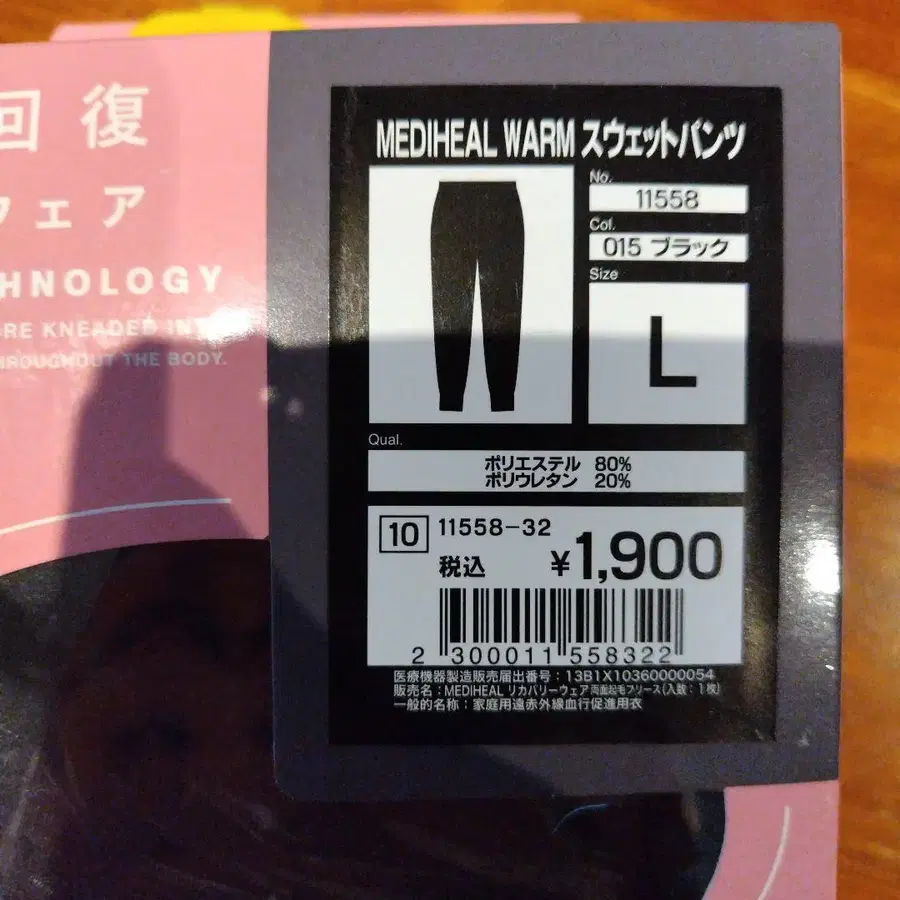 回復
ウェア
HNOLOGY
RE KNEADED IN
HROUGHOUT THE BODY.
MEDIHEAL WARM スウェットパンツ
No.
11558
Col.
015 ブラック
Size
L
Qual.
ポリエステル 80%
ポリウレタン 20%
10 11558-32
税込 ¥1,900
2 300011 558322
医療機器製造販売届出番号：13B1X10360000054
販売名：MEDIHEAL リカバリーウェア両面起毛フリース(入数：1枚)
一般的名称：家庭用遠赤外線血行促進用衣